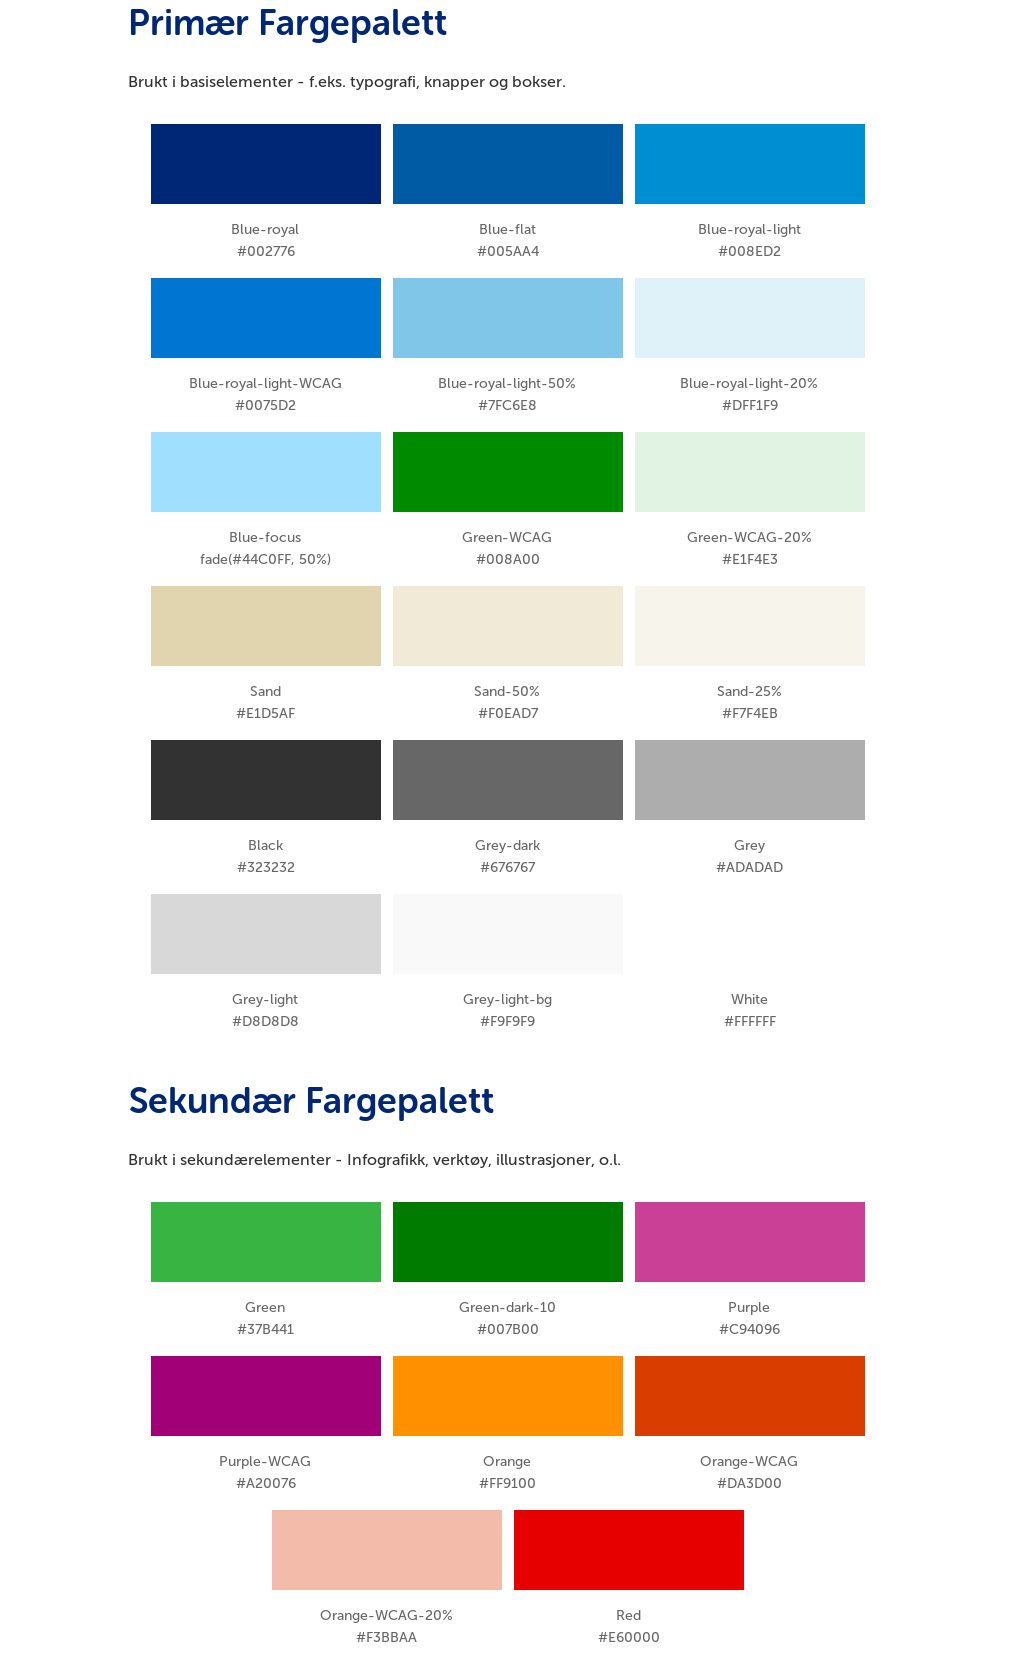 Primær Fargepalett
Brukt i basiselementer - f.eks. typografi, knapper og bokser.
Blue-royal
#002776
Blue-flat
#005AA4
Blue-royal-light
#008ED2
Blue-royal-light-WCAG
#0075D2
Blue-royal-light-50%
#7FC6E8
Blue-royal-light-20%
#DFF1F9
Blue-focus
fade(#44C0FF, 50%)
Green-WCAG
#008A00
Green-WCAG-20%
#E1F4E3
Sand
#E1D5AF
Sand-50%
#F0EAD7
Sand-25%
#F7F4EB
Black
#323232
Grey-dark
#676767
Grey
#ADADAD
Grey-light
#D8D8D8
Grey-light-bg
#F9F9F9
White
#FFFFFF
Sekundær Fargepalett
Brukt i sekundærelementer - Infografikk, verktøy, illustrasjoner, o.l.
Green
#37B441
Green-dark-10
#007B00
Purple
#C94096
Purple-WCAG
#A20076
Orange
#FF9100
Orange-WCAG
#DA3D00
Orange-WCAG-20%
#F3BBAA
Red
#E60000